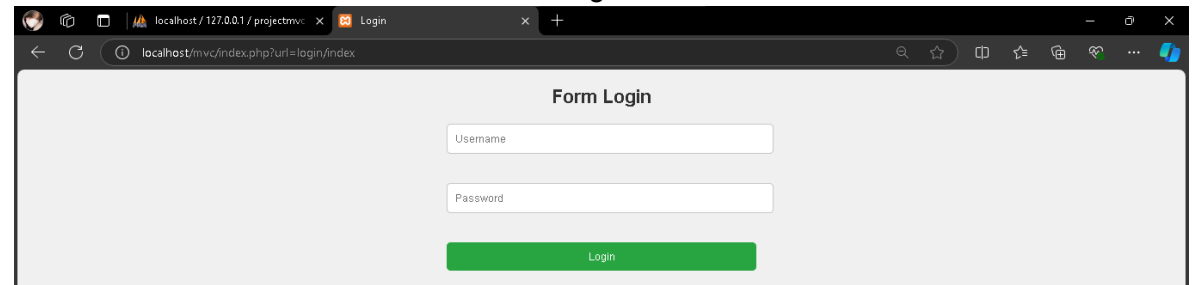 localhost / 127.0.0.1 / projectmvc
Login
localhost/mvc/index.php?url=login/index
Form Login
Username
Password
Login